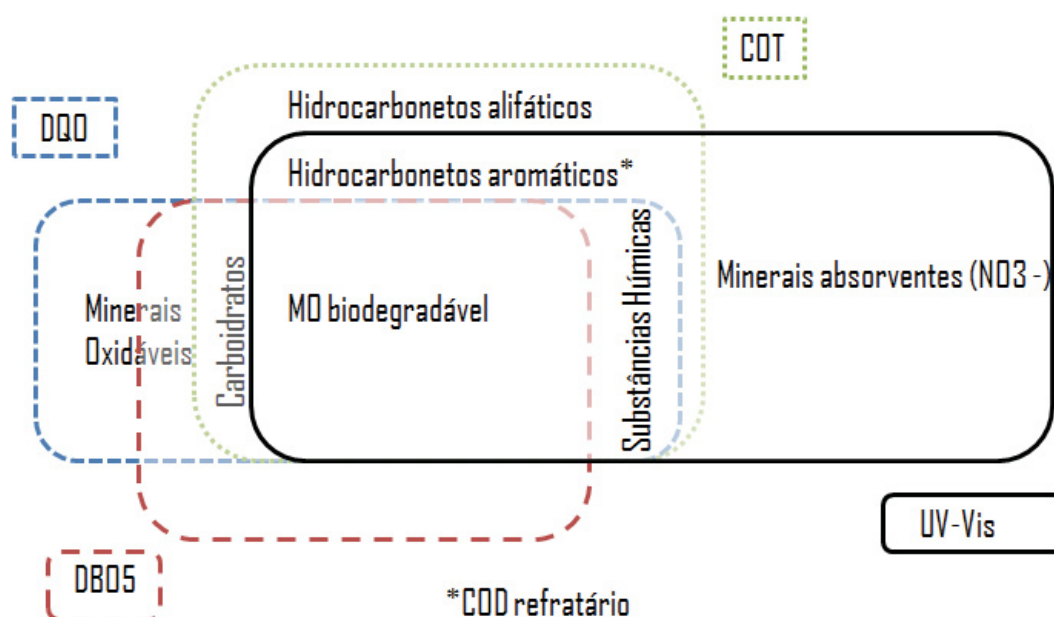 COT
DQO
Hidrocarbonetos alifáticos
Hidrocarbonetos aromáticos*
Minerais
Oxidáveis
Carboidratos
MO biodegradável
Substâncias Húmicas
Minerais absorventes (NO3 -)
UV-Vis
DBO5
*COD refratário